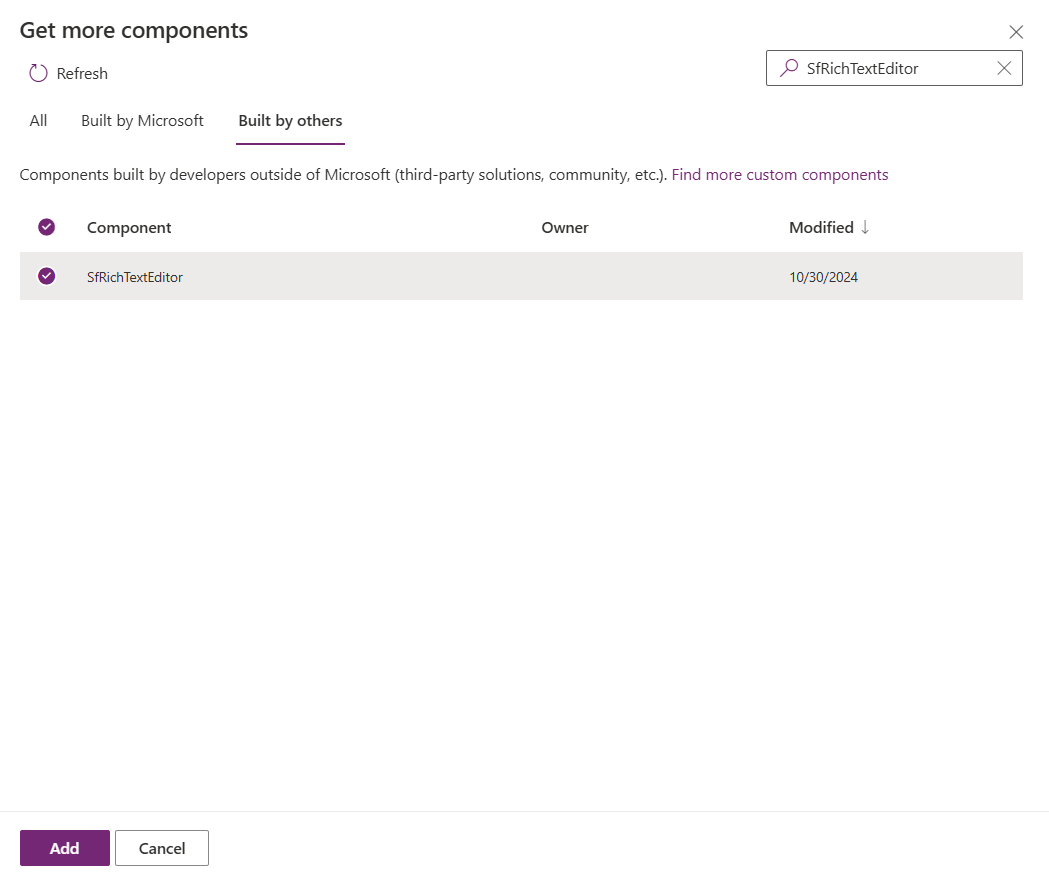 Get more components
Refresh
SfRichTextEditor
All Built by Microsoft Built by others
Components built by developers outside of Microsoft (third-party solutions, community, etc.). Find more custom components
Component Owner Modified ↓
SfRichTextEditor 10/30/2024
Add Cancel